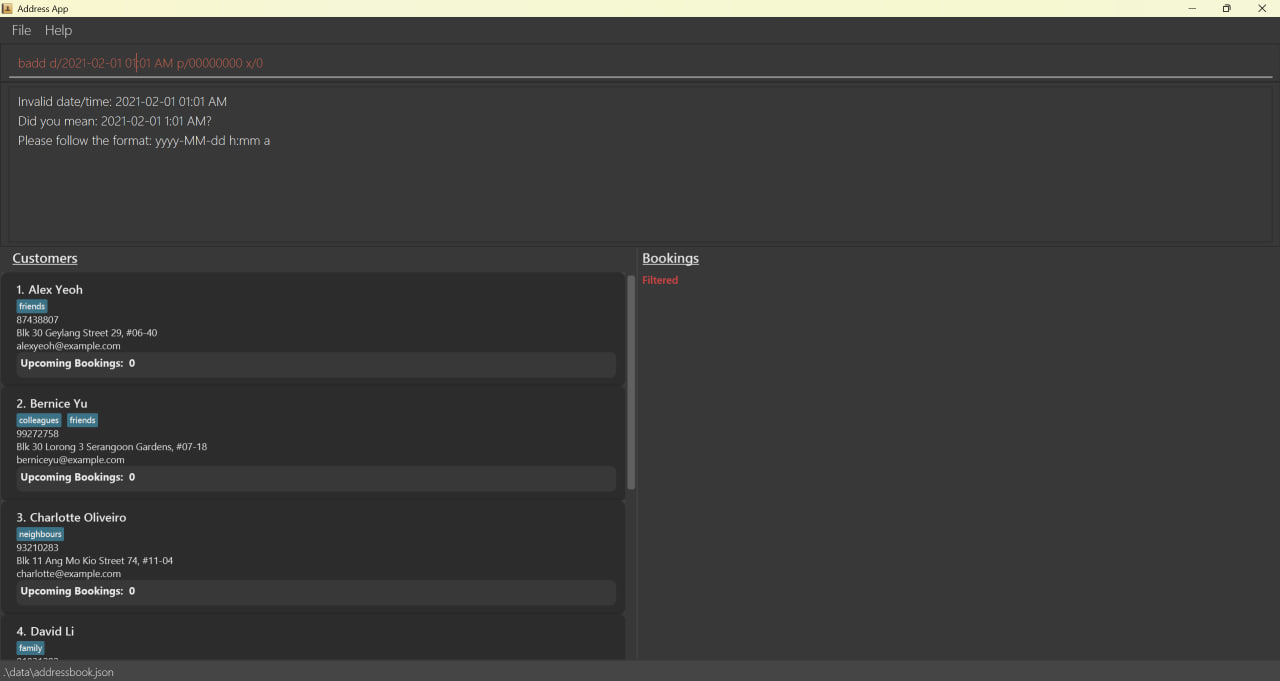 Address App
File Help
badd d/2021-02-01 01:01 AM p/00000000 x/0
Invalid date/time: 2021-02-01 01:01 AM
Did you mean: 2021-02-01 1:01 AM?
Please follow the format: yyyy-MM-dd h:mm a
Customers
1. Alex Yeoh
friends
87438807
Blk 30 Geylang Street 29, #06-40
alexyeoh@example.com
Upcoming Bookings: 0
2. Bernice Yu
colleagues friends
99272758
Blk 30 Lorong 3 Serangoon Gardens, #07-18
berniceyu@example.com
Upcoming Bookings: 0
3. Charlotte Oliveiro
neighbours
93210283
Blk 11 Ang Mo Kio Street 74, #11-04
charlotte@example.com
Upcoming Bookings: 0
4. David Li
family
Bookings
Filtered
.\data\addressbook.json